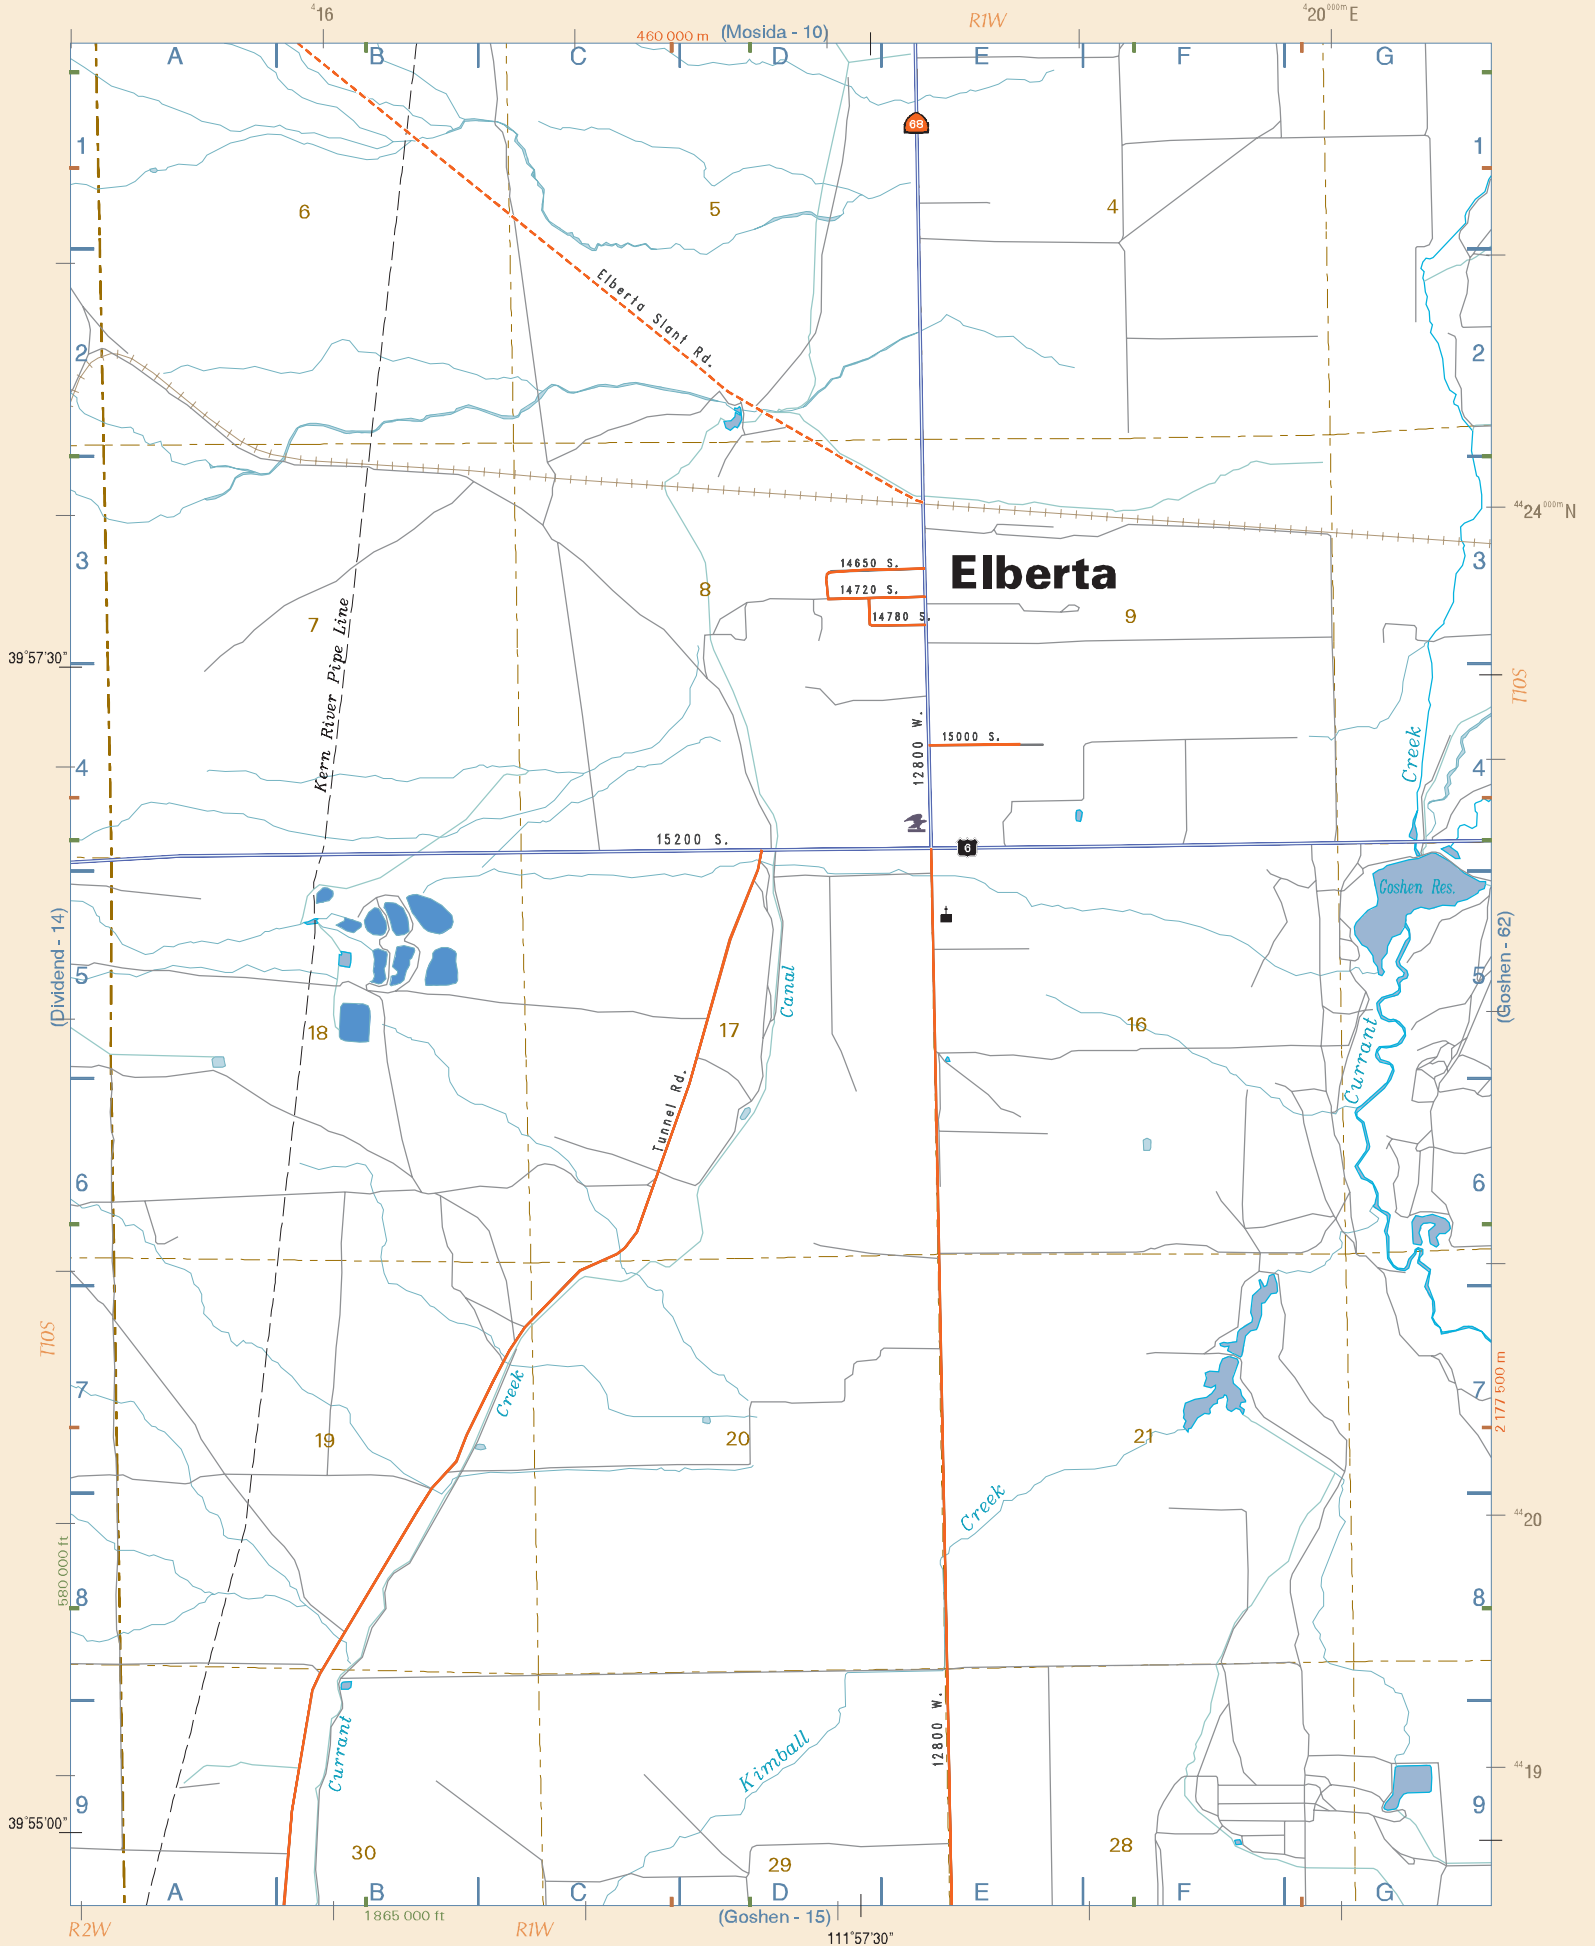 ⁴16
R1W
⁴20⁰⁰⁰ᵐE
460 000 m
(Mosida - 10)
A
B
C
D
E
F
G
68
1
1
6
5
4
Elberta Slant Rd.
2
2
⁴⁴24⁰⁰⁰ᵐN
3
3
14650 S.
Elberta
14720 S.
14780 S.
8
9
7
Kern River Pipe Line
39°57'30"
T10S
12800 W.
15000 S.
Creek
4
4
15200 S.
6
Goshen Res.
(Dividend - 14)
(Goshen - 62)
5
5
Canal
18
17
16
Currant
Tunnel Rd.
6
6
T10S
7
7
Creek
2 177 500 m
19
20
21
Creek
⁴⁴20
580 000 ft
8
8
Currant
Kimball
12800 W.
⁴⁴19
9
9
39°55'00"
30
29
28
A
B
C
D
E
F
G
R2W
1 865 000 ft
R1W
(Goshen - 15)
111°57'30"